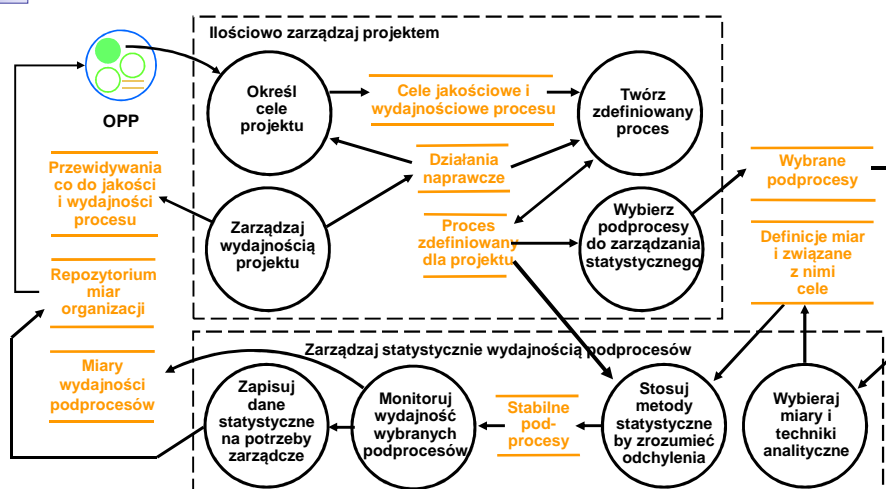 Ilościowo zarządzaj projektem
OPP
Określ
cele
projektu
Cele jakościowe i
wydajnościowe procesu
Twórz
zdefiniowany
proces
Przewidywania
co do jakości
i wydajności
procesu
Działania
naprawcze
Wybrane
podprocesy
Zarządzaj
wydajnością
projektu
Proces
zdefiniowany
dla projektu
Wybierz
podprocesy
do zarządzania
statystycznego
Definicje miar
i związane
z nimi
cele
Repozytorium
miar
organizacji
Zarządzaj statystycznie wydajnością podprocesów
Miary
wydajności
podprocesów
Zapisuj
dane
statystyczne
na potrzeby
zarządcze
Monitoruj
wydajność
wybranych
podprocesów
Stabilne
pod-
procesy
Stosuj
metody
statystyczne
by zrozumieć
odchylenia
Wybieraj
miary i
techniki
analityczne